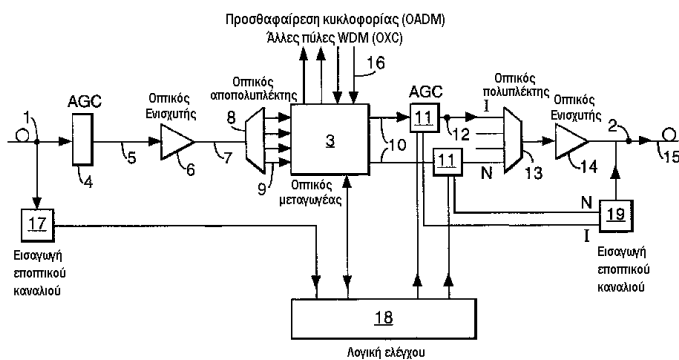 Προσθαφαίρεση κυκλοφορίας (OADM)
Άλλες πύλες WDM (OXC)
16
1
AGC
4
5
Οπτικός
Ενισχυτής
6
7
Οπτικός
αποπολυπλέκτης
8
9
3
Οπτικός
μεταγωγέας
10
AGC
11
12
11
I
N
Οπτικός
πολυπλέκτης
13
Οπτικός
Ενισχυτής
14
2
15
17
Εισαγωγή
εποπτικού
καναλιού
18
Λογική ελέγχου
N
I
19
Εισαγωγή
εποπτικού
καναλιού